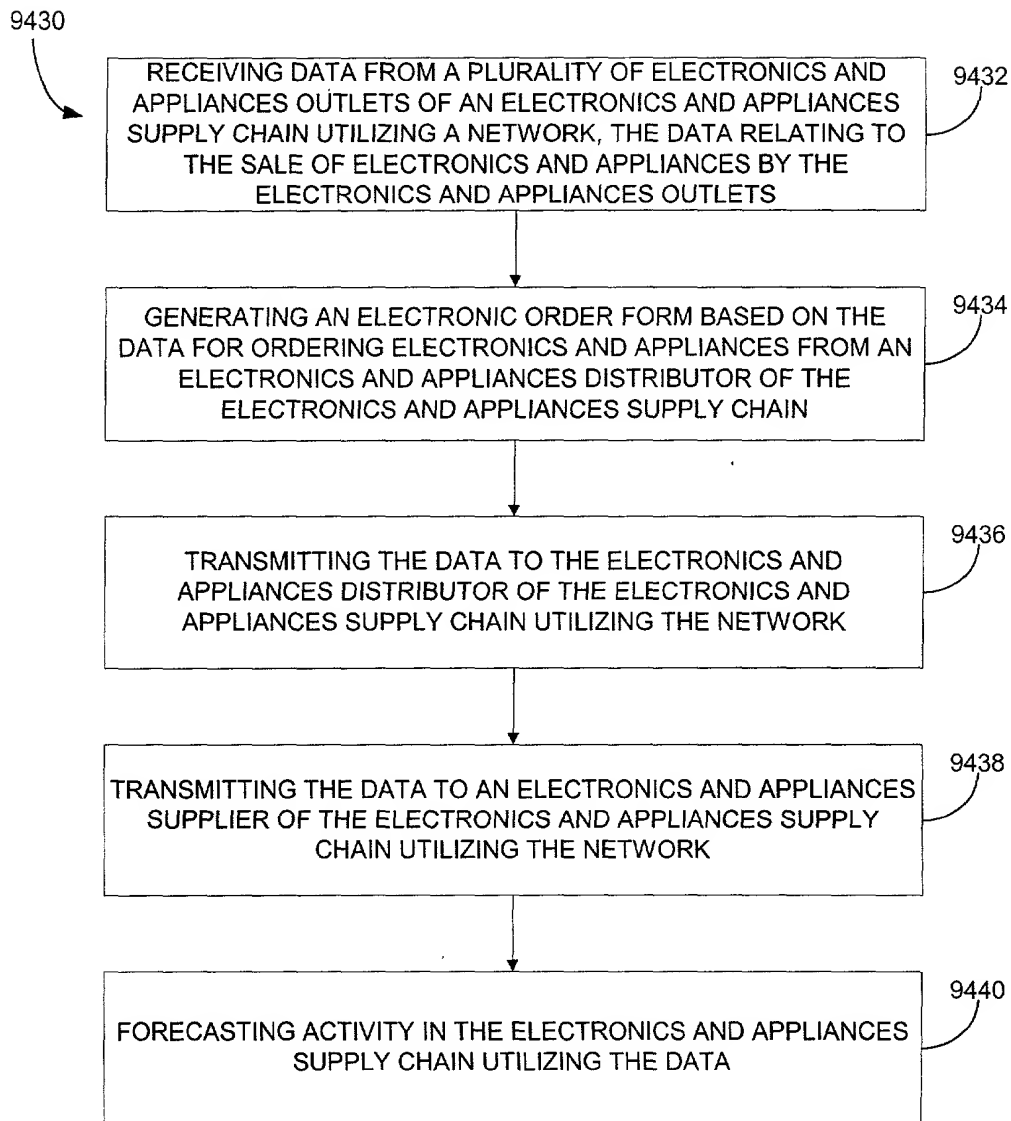 9430
RECEIVING DATA FROM A PLURALITY OF ELECTRONICS AND
APPLIANCES OUTLETS OF AN ELECTRONICS AND APPLIANCES
SUPPLY CHAIN UTILIZING A NETWORK, THE DATA RELATING TO
THE SALE OF ELECTRONICS AND APPLIANCES BY THE
ELECTRONICS AND APPLIANCES OUTLETS
9432
GENERATING AN ELECTRONIC ORDER FORM BASED ON THE
DATA FOR ORDERING ELECTRONICS AND APPLIANCES FROM AN
ELECTRONICS AND APPLIANCES DISTRIBUTOR OF THE
ELECTRONICS AND APPLIANCES SUPPLY CHAIN
9434
TRANSMITTING THE DATA TO THE ELECTRONICS AND
APPLIANCES DISTRIBUTOR OF THE ELECTRONICS AND
APPLIANCES SUPPLY CHAIN UTILIZING THE NETWORK
9436
TRANSMITTING THE DATA TO AN ELECTRONICS AND APPLIANCES
SUPPLIER OF THE ELECTRONICS AND APPLIANCES SUPPLY
CHAIN UTILIZING THE NETWORK
9438
FORECASTING ACTIVITY IN THE ELECTRONICS AND APPLIANCES
SUPPLY CHAIN UTILIZING THE DATA
9440